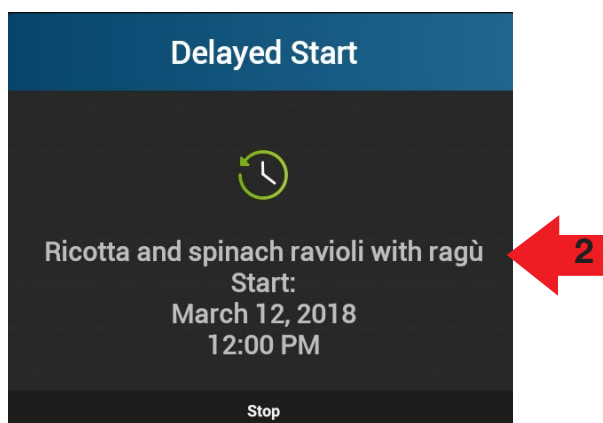 Delayed Start
Ricotta and spinach ravioli with ragù
2
Start:
March 12, 2018
12:00 PM
Stop